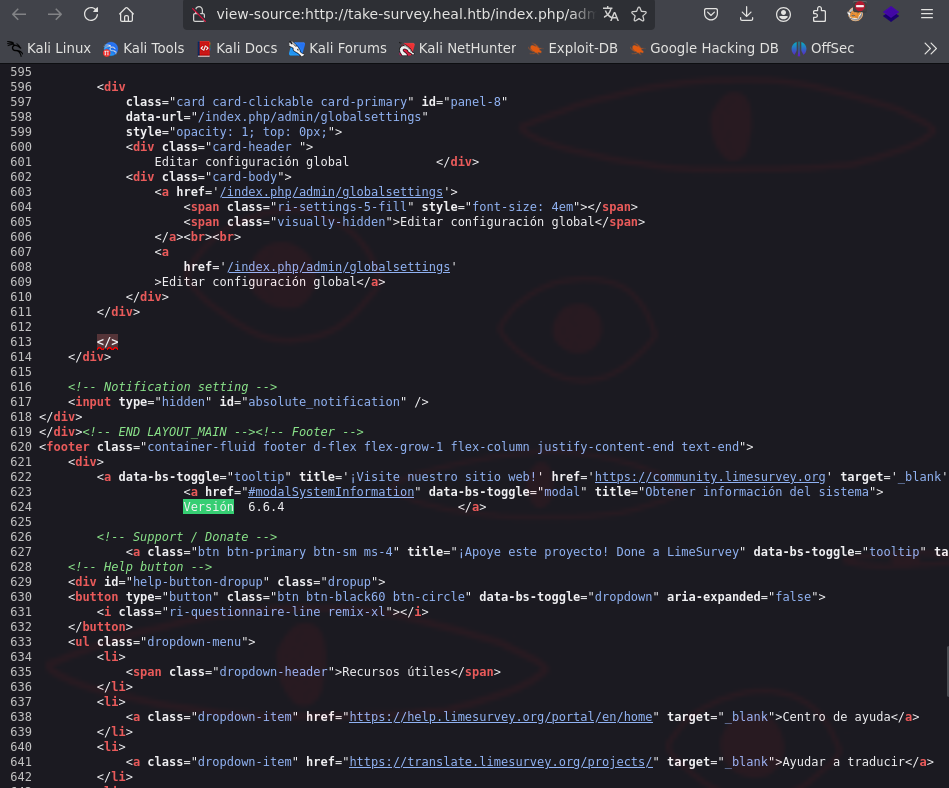 view-source:http://take-survey.heal.htb/index.php/adn
Kali Linux Kali Tools Kali Docs Kali Forums Kali NetHunter Exploit-DB Google Hacking DB OffSec
595
596 <div
597 class="card card-clickable card-primary" id="panel-8"
598 data-url="/index.php/admin/globalsettings"
599 style="opacity: 1; top: 0px;">
600 <div class="card-header ">
601 Editar configuración global </div>
602 <div class="card-body">
603 <a href='/index.php/admin/globalsettings'>
604 <span class="ri-settings-5-fill" style="font-size: 4em"></span>
605 <span class="visually-hidden">Editar configuración global</span>
606 </a><br><br>
607 <a
608 href='/index.php/admin/globalsettings'
609 >Editar configuración global</a>
610 </div>
611 </div>
612
613 </>
614 </div>
615
616 <!-- Notification setting -->
617 <input type="hidden" id="absolute_notification" />
618 </div>
619 </div><!-- END LAYOUT_MAIN --><!-- Footer -->
620 <footer class="container-fluid footer d-flex flex-grow-1 flex-column justify-content-end text-end">
621 <div>
622 <a data-bs-toggle="tooltip" title='¡Visite nuestro sitio web!' href='https://community.limesurvey.org' target='_blank'
623 <a href="#modalSystemInformation" data-bs-toggle="modal" title="Obtener información del sistema">
624 Versión 6.6.4 </a>
625
626 <!-- Support / Donate -->
627 <a class="btn btn-primary btn-sm ms-4" title="¡Apoye este proyecto! Done a LimeSurvey" data-bs-toggle="tooltip" ta
628 <!-- Help button -->
629 <div id="help-button-dropup" class="dropup">
630 <button type="button" class="btn btn-black60 btn-circle" data-bs-toggle="dropdown" aria-expanded="false">
631 <i class="ri-questionnaire-line remix-xl"></i>
632 </button>
633 <ul class="dropdown-menu">
634 <li>
635 <span class="dropdown-header">Recursos útiles</span>
636 </li>
637 <li>
638 <a class="dropdown-item" href="https://help.limesurvey.org/portal/en/home" target="_blank">Centro de ayuda</a>
639 </li>
640 <li>
641 <a class="dropdown-item" href="https://translate.limesurvey.org/projects/" target="_blank">Ayudar a traducir</a>
642 </li>